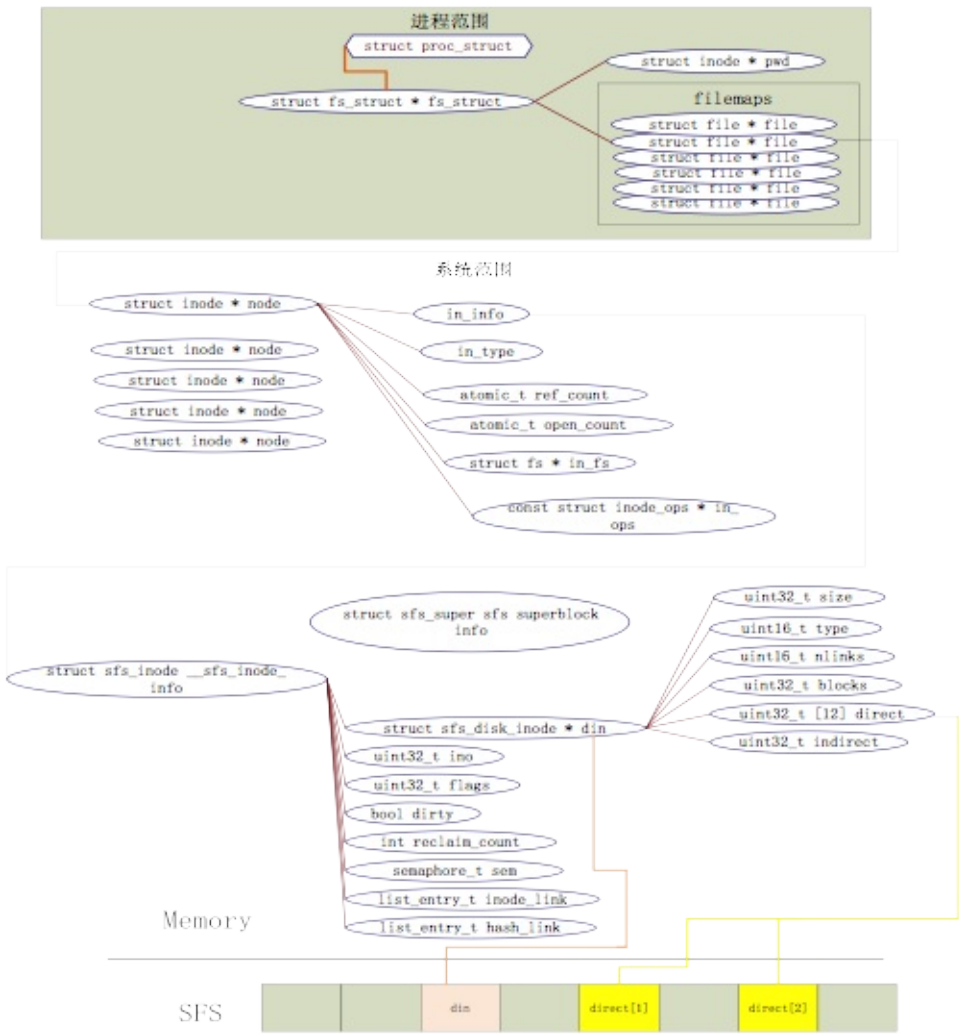 进程范围
struct proc_struct
struct inode * pwd
struct fs_struct * fs_struct
filemaps
struct file * file
struct file * file
struct file * file
struct file * file
struct file * file
struct file * file
系统范围
struct inode * node
in_info
struct inode * node
in_type
struct inode * node
atomic_t ref_count
struct inode * node
atomic_t open_count
struct inode * node
struct fs * in_fs
const struct inode_ops * in_
ops
struct sfs_super sfs superblock
info
uint32_t size
uint16_t type
uint16_t nlinks
struct sfs_inode __sfs_inode_
info
uint32_t blocks
uint32_t [12] direct
struct sfs_disk_inode * din
uint32_t indirect
uint32_t ino
uint32_t flags
bool dirty
int reclaim_count
semaphore_t sem
list_entry_t inode_link
list_entry_t hash_link
Memory
SFS
din
direct[1]
direct[2]